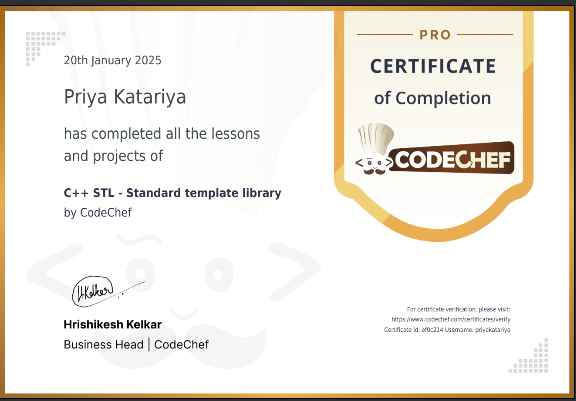 20th January 2025
Priya Katariya
has completed all the lessons
and projects of
C++ STL - Standard template library
by CodeChef
PRO
CERTIFICATE
of Completion
CODECHEF
H.Kelkar
Hrishikesh Kelkar
Business Head | CodeChef
For certificate verification, please visit:
https://www.codechef.com/certificates/verify
Certificate id: ef0c214 Username: priyakatariya